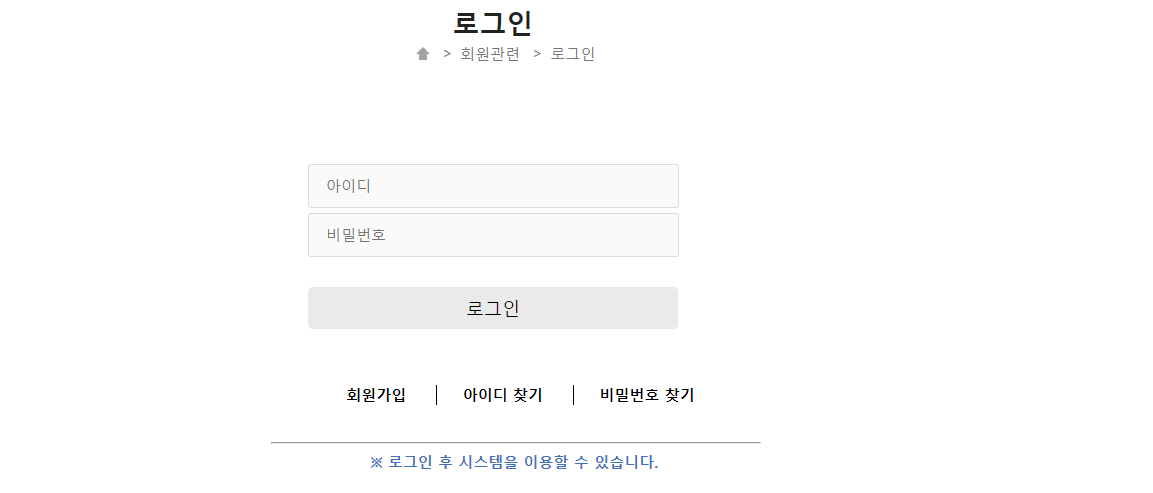 로그인
> 회원관련 > 로그인
아이디
비밀번호
로그인
회원가입 | 아이디 찾기 | 비밀번호 찾기
※ 로그인 후 시스템을 이용할 수 있습니다.